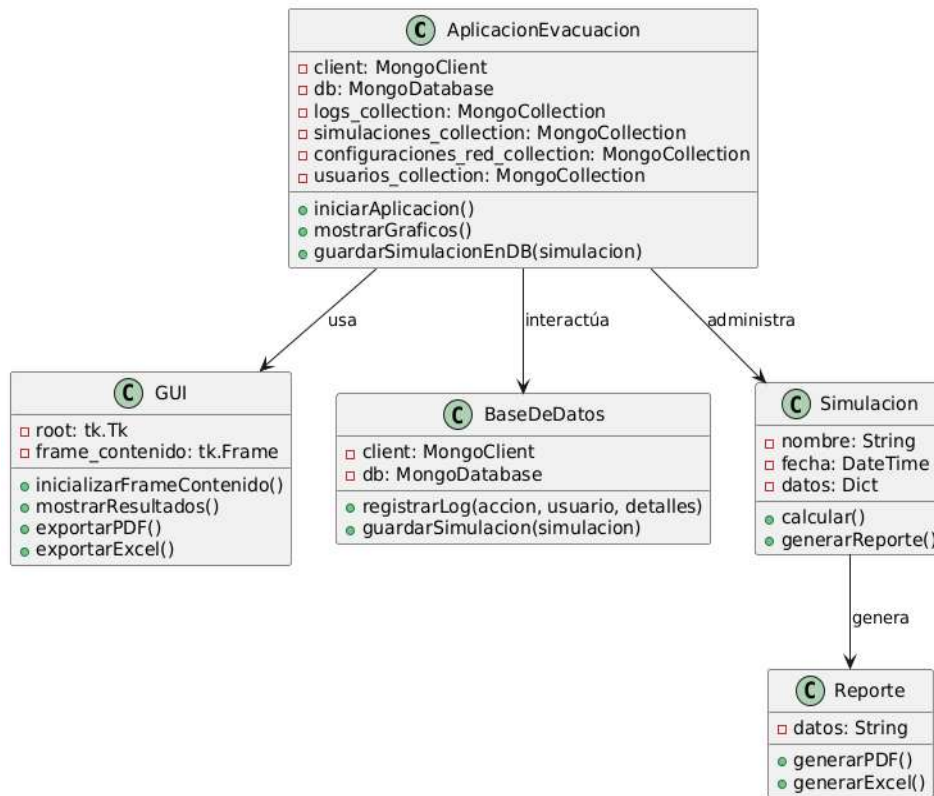 C AplicacionEvacuacion
client: MongoClient
db: MongoDatabase
logs_collection: MongoCollection
simulaciones_collection: MongoCollection
configuraciones_red_collection: MongoCollection
usuarios_collection: MongoCollection
iniciarAplicacion()
mostrarGraficos()
guardarSimulacionEnDB(simulacion)
usa
interactúa
administra
C GUI
root: tk.Tk
frame_contenido: tk.Frame
inicializarFrameContenido()
mostrarResultados()
exportarPDF()
exportarExcel()
C BaseDeDatos
client: MongoClient
db: MongoDatabase
registrarLog(accion, usuario, detalles)
guardarSimulacion(simulacion)
C Simulacion
nombre: String
fecha: DateTime
datos: Dict
calcular()
generarReporte()
genera
C Reporte
datos: String
generarPDF()
generarExcel()